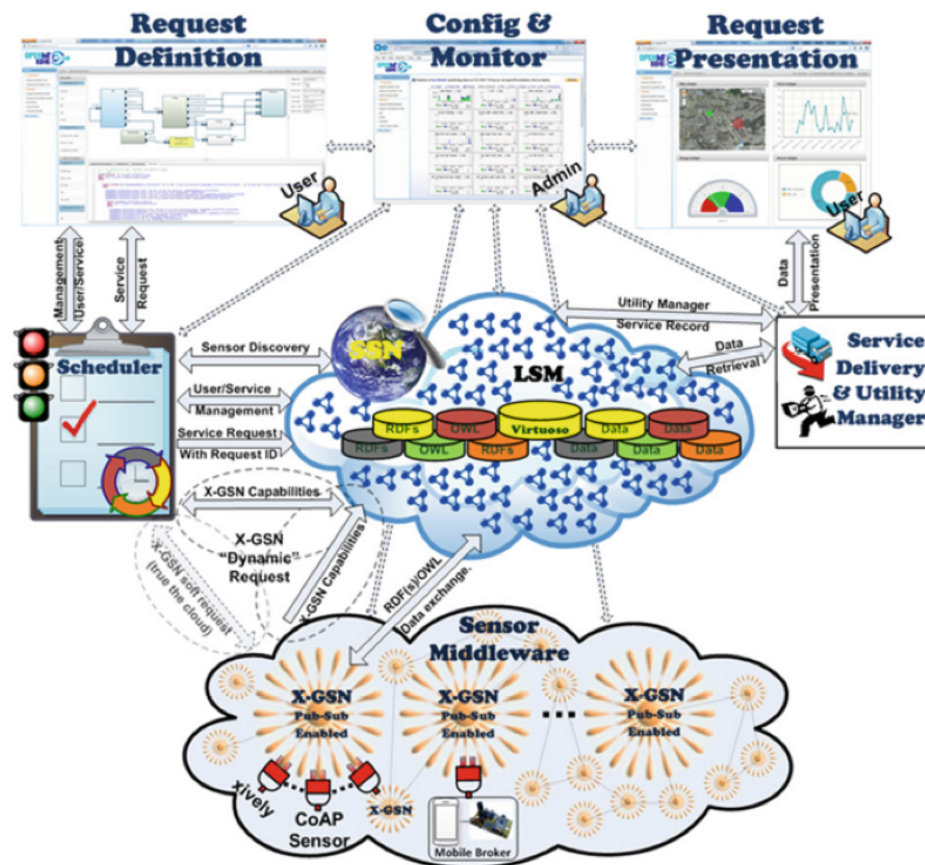 Request
Definition
Config &
Monitor
Request
Presentation
User
Admin
User
Management
User/Service
Service
Request
Data
Presentation
Utility Manager
Service Record
Scheduler
Sensor Discovery
SSN
LSM
Data
Retrieval
Service
Delivery
& Utility
Manager
User/Service
Management
Service Request
With Request ID
RDFs
OWL
Virtuoso
Data
Data
RDFs
OWL
RDFs
Data
Data
Data
X-GSN Capabilities
X-GSN
"Dynamic"
Request
X-GSN Capabilities
X-GSN soft request
(true the cloud)
RDF(s)/OWL
Data exchange.
Sensor
Middleware
X-GSN
Pub-Sub
Enabled
X-GSN
Pub-Sub
Enabled
...
X-GSN
Pub-Sub
Enabled
xively
CoAP
Sensor
X-GSN
Mobile Broker